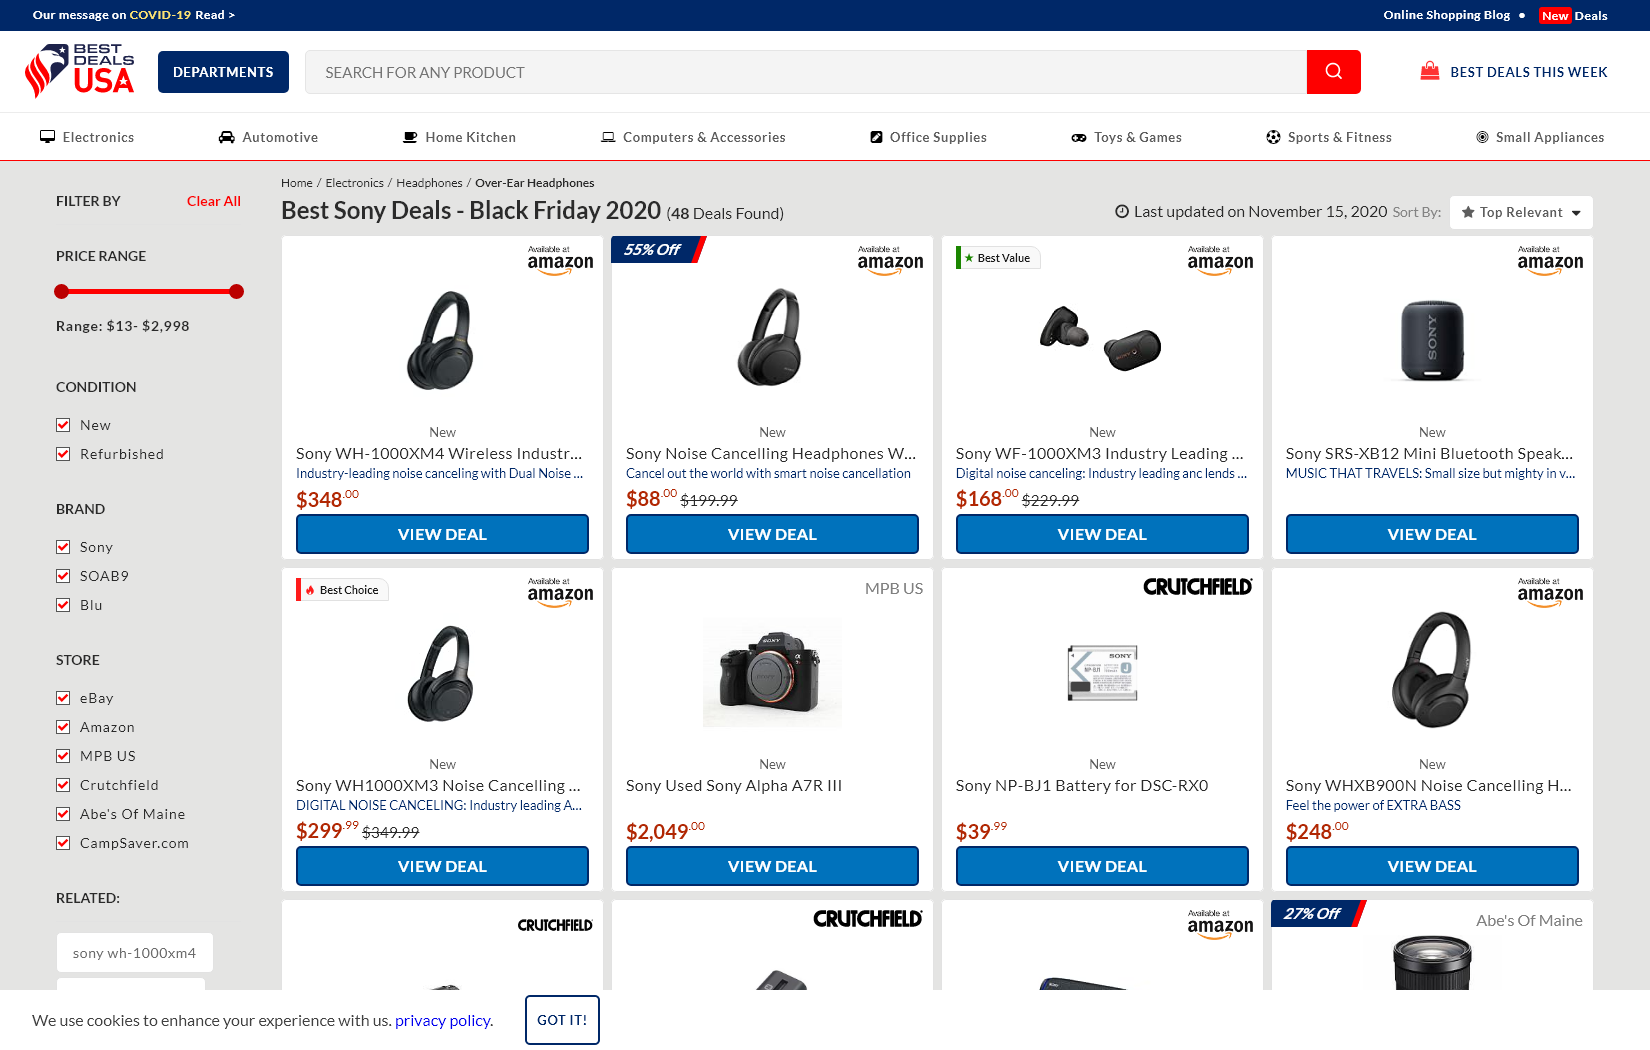 Our message on COVID-19 Read >
Online Shopping Blog • New Deals
BEST DEALS USA
DEPARTMENTS
SEARCH FOR ANY PRODUCT
BEST DEALS THIS WEEK
Electronics
Automotive
Home Kitchen
Computers & Accessories
Office Supplies
Toys & Games
Sports & Fitness
Small Appliances
FILTER BY
Clear All
PRICE RANGE
Range: $13- $2,998
CONDITION
New
Refurbished
BRAND
Sony
SOAB9
Blu
STORE
eBay
Amazon
MPB US
Crutchfield
Abe's Of Maine
CampSaver.com
RELATED:
sony wh-1000xm4
Home / Electronics / Headphones / Over-Ear Headphones
Best Sony Deals - Black Friday 2020 (48 Deals Found)
Last updated on November 15, 2020
Sort By:
Top Relevant
Available at
amazon
New
Sony WH-1000XM4 Wireless Industr...
Industry-leading noise canceling with Dual Noise ...
$348.00
VIEW DEAL
55% Off
Available at
amazon
New
Sony Noise Cancelling Headphones W...
Cancel out the world with smart noise cancellation
$88.00 $199.99
VIEW DEAL
Best Value
Available at
amazon
SONY
New
Sony WF-1000XM3 Industry Leading ...
Digital noise canceling: Industry leading anc lends ...
$168.00 $229.99
VIEW DEAL
Available at
amazon
SONY
New
Sony SRS-XB12 Mini Bluetooth Speak...
MUSIC THAT TRAVELS: Small size but mighty in v...
VIEW DEAL
Best Choice
Available at
amazon
New
Sony WH1000XM3 Noise Cancelling ...
DIGITAL NOISE CANCELING: Industry leading A...
$299.99 $349.99
VIEW DEAL
MPB US
SONY
New
Sony Used Sony Alpha A7R III
$2,049.00
VIEW DEAL
CRUTCHFIELD
SONY
NP-BJ1
J
New
Sony NP-BJ1 Battery for DSC-RX0
$39.99
VIEW DEAL
Available at
amazon
New
Sony WHXB900N Noise Cancelling H...
Feel the power of EXTRA BASS
$248.00
VIEW DEAL
CRUTCHFIELD
CRUTCHFIELD
Available at
amazon
27% Off
Abe's Of Maine
We use cookies to enhance your experience with us. privacy policy.
GOT IT!